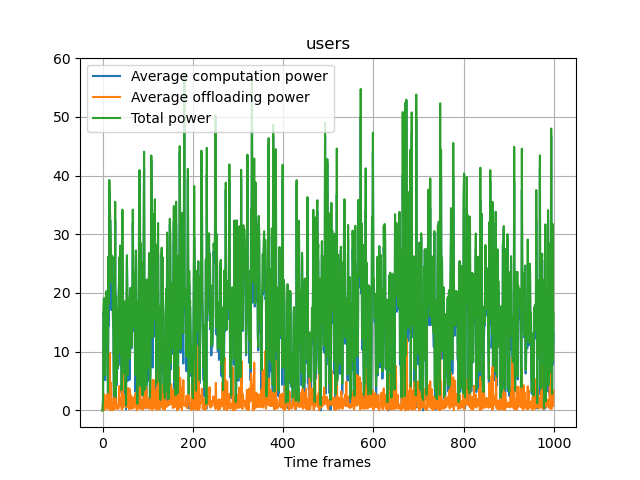 users
60
Average computation power
Average offloading power
Total power
50
40
30
20
10
0
0 200 400 600 800 1000
Time frames